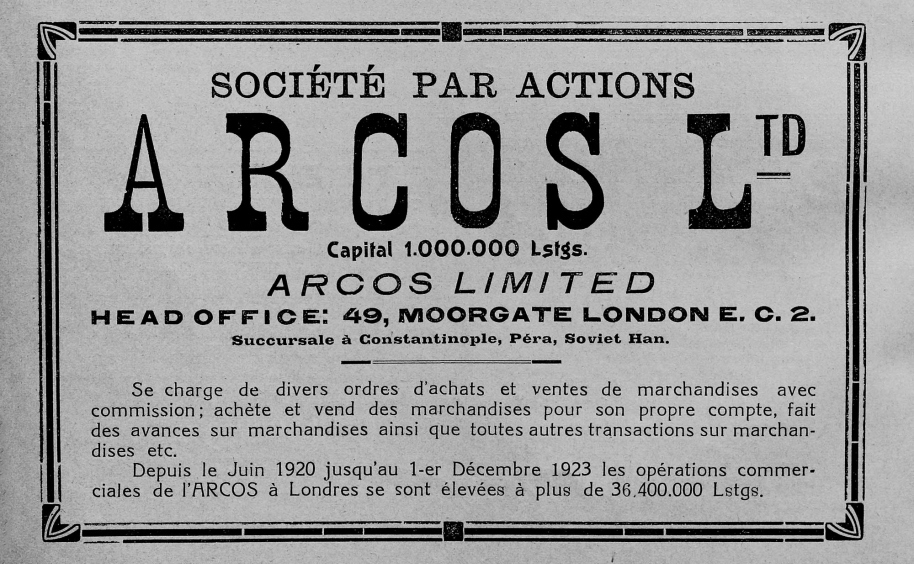 SOCIÉTÉ PAR ACTIONS
ARCOS LTD
Capital 1.000.000 Lstgs.
ARCOS LIMITED
HEAD OFFICE: 49, MOORGATE LONDON E. C. 2.
Succursale à Constantinople, Péra, Soviet Han.
Se charge de divers ordres d'achats et ventes de marchandises avec
commission; achète et vend des marchandises pour son propre compte, fait
des avances sur marchandises ainsi que toutes autres transactions sur marchan-
dises etc.
Depuis le Juin 1920 jusqu'au 1-er Décembre 1923 les opérations commer-
ciales de l'ARCOS à Londres se sont élevées à plus de 36.400.000 Lstgs.